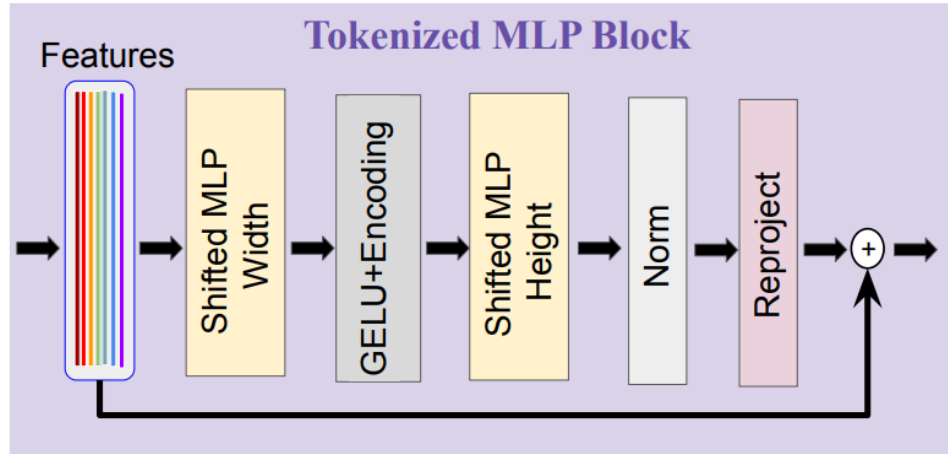 Tokenized MLP Block
Features
Shifted MLP
Width
GELU+Encoding
Shifted MLP
Height
Norm
Reproject
+